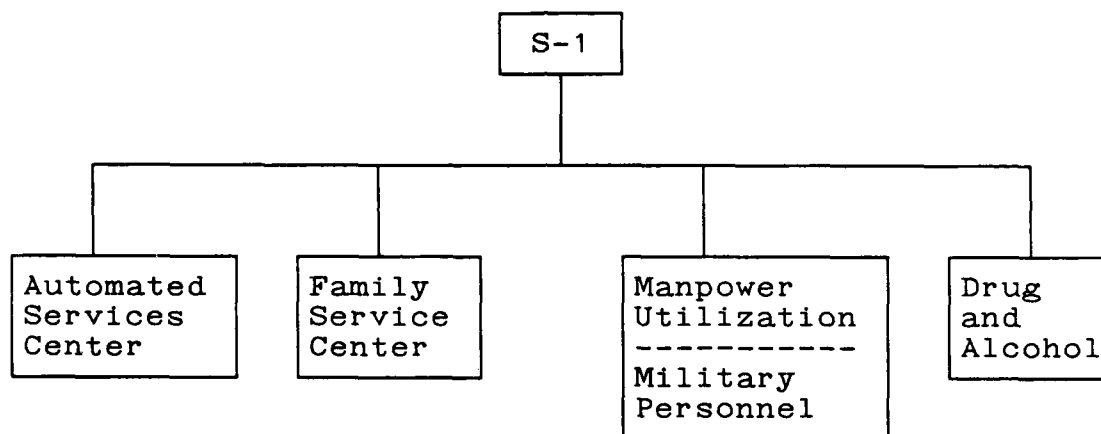 S-1
Automated
Services
Center
Family
Service
Center
Manpower
Utilization
-----------
Military
Personnel
Drug
and
Alcohol